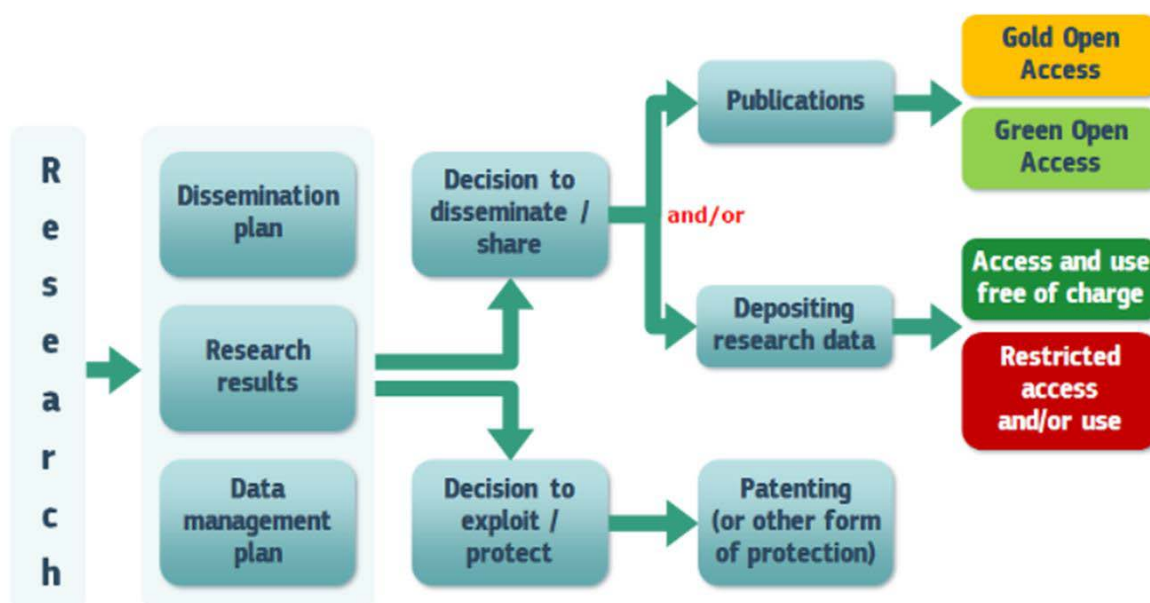 Research
Dissemination
plan
Research
results
Data
management
plan
Decision to
disseminate /
share
Decision to
exploit /
protect
and/or
Publications
Depositing
research data
Patenting
(or other form
of protection)
Gold Open
Access
Green Open
Access
Access and use
free of charge
Restricted
access
and/or use